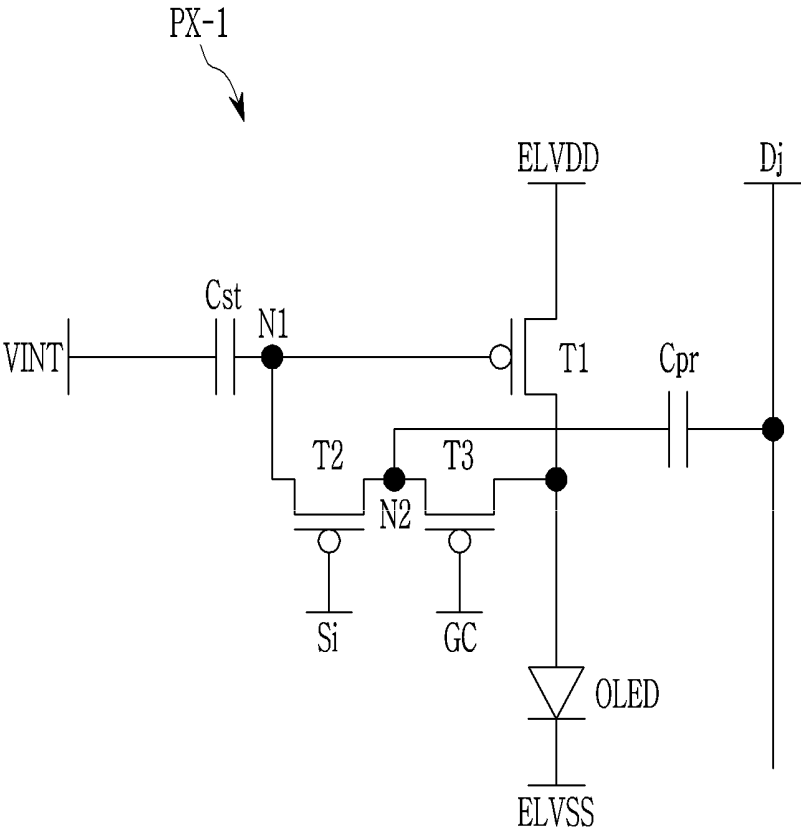 PX-1
ELVDD
Dj
Cst
N1
VINT
T1
Cpr
T2
T3
N2
Si
GC
OLED
ELVSS